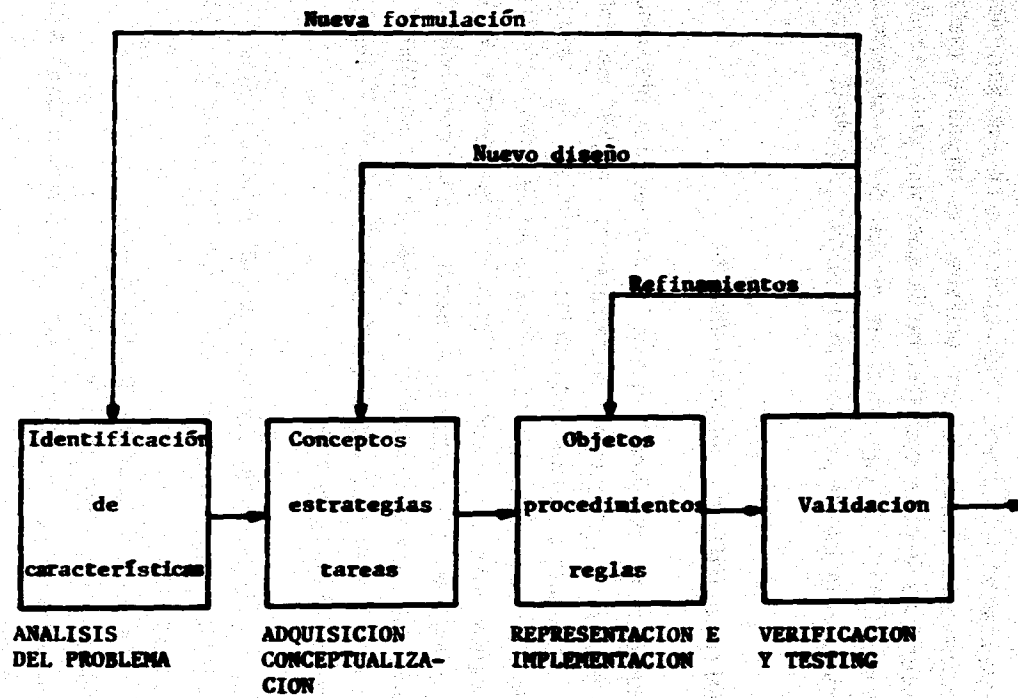 Nueva formulación
Nuevo diseño
Refinamientos
Identificación
de
características
Conceptos
estrategias
tareas
Objetos
procedimientos
reglas
Validacion
ANALISIS
DEL PROBLEMA
ADQUISICION
CONCEPTUALIZA-
CION
REPRESENTACION E
IMPLEMENTACION
VERIFICACION
Y TESTING